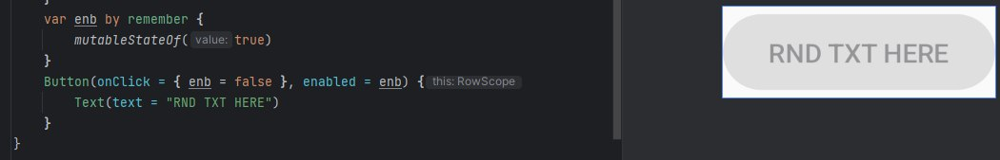 }
var enb by remember {
mutableStateOf( value: true)
}
Button(onClick = { enb = false }, enabled = enb) { this: RowScope
Text(text = "RND TXT HERE")
}
}
RND TXT HERE